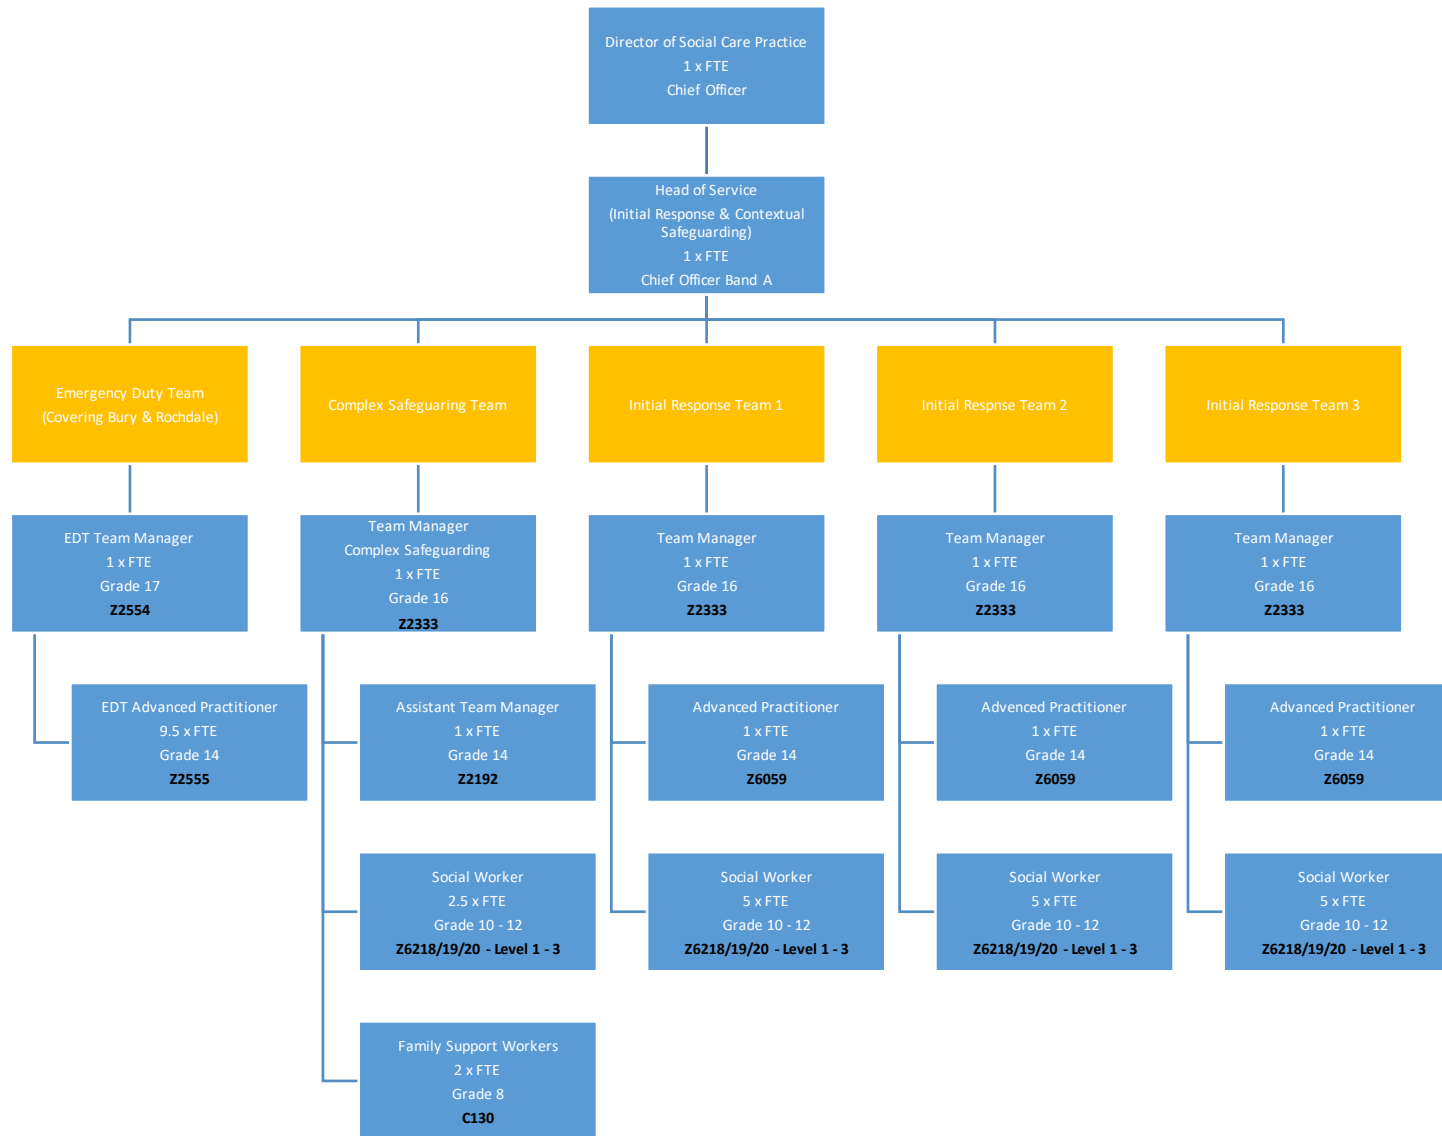 Director of Social Care Practice
1 x FTE
Chief Officer
Head of Service
(Initial Response & Contextual
Safeguarding)
1 x FTE
Chief Officer Band A
Emergency Duty Team
(Covering Bury & Rochdale)
Complex Safeguaring Team
Initial Response Team 1
Initial Respnse Team 2
Initial Response Team 3
EDT Team Manager
1 x FTE
Grade 17
Z2554
Team Manager
Complex Safeguarding
1 x FTE
Grade 16
Z2333
Team Manager
1 x FTE
Grade 16
Z2333
Team Manager
1 x FTE
Grade 16
Z2333
Team Manager
1 x FTE
Grade 16
Z2333
EDT Advanced Practitioner
9.5 x FTE
Grade 14
Z2555
Assistant Team Manager
1 x FTE
Grade 14
Z2192
Advanced Practitioner
1 x FTE
Grade 14
Z6059
Advenced Practitioner
1 x FTE
Grade 14
Z6059
Advanced Practitioner
1 x FTE
Grade 14
Z6059
Social Worker
2.5 x FTE
Grade 10 - 12
Z6218/19/20 - Level 1 - 3
Social Worker
5 x FTE
Grade 10 - 12
Z6218/19/20 - Level 1 - 3
Social Worker
5 x FTE
Grade 10 - 12
Z6218/19/20 - Level 1 - 3
Social Worker
5 x FTE
Grade 10 - 12
Z6218/19/20 - Level 1 - 3
Family Support Workers
2 x FTE
Grade 8
C130